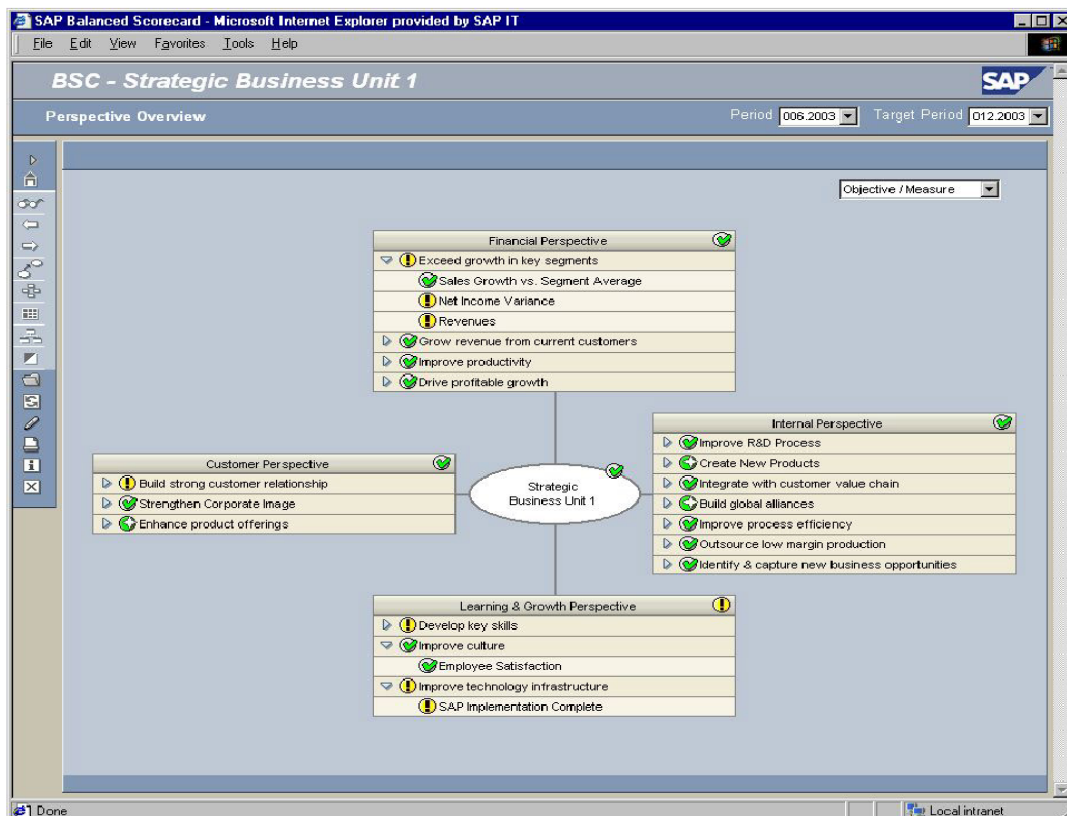 SAP Balanced Scorecard - Microsoft Internet Explorer provided by SAP IT
File Edit View Favorites Tools Help
BSC - Strategic Business Unit 1
SAP
Perspective Overview
Period 006.2003 Target Period 012.2003
Objective / Measure
Financial Perspective
Exceed growth in key segments
Sales Growth vs. Segment Average
Net Income Variance
Revenues
Grow revenue from current customers
Improve productivity
Drive profitable growth
Customer Perspective
Build strong customer relationship
Strengthen Corporate Image
Enhance product offerings
Strategic
Business Unit 1
Internal Perspective
Improve R&D Process
Create New Products
Integrate with customer value chain
Build global alliances
Improve process efficiency
Outsource low margin production
Identify & capture new business opportunities
Learning & Growth Perspective
Develop key skills
Improve culture
Employee Satisfaction
Improve technology infrastructure
SAP Implementation Complete
Done
Local intranet